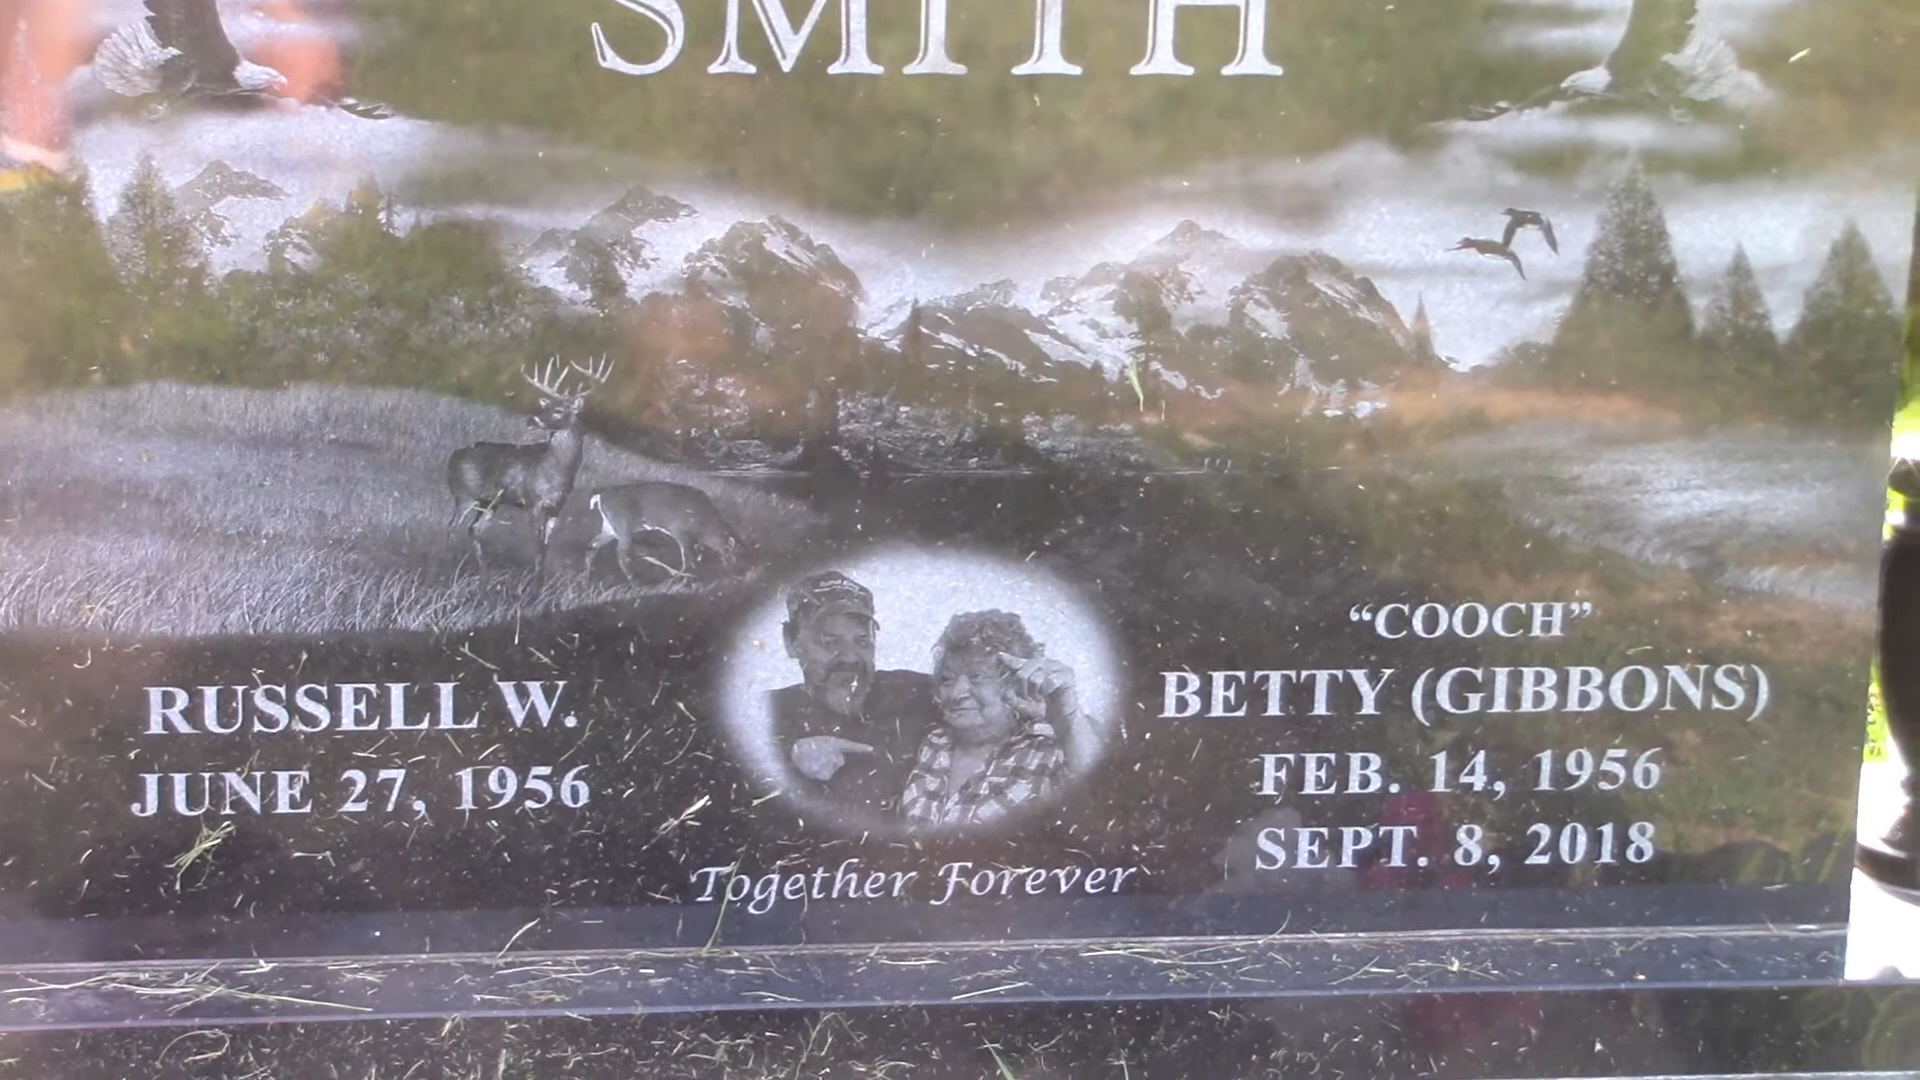 SMITH
RUSSELL W.
JUNE 27, 1956
“COOCH”
BETTY (GIBBONS)
FEB. 14, 1956
SEPT. 8, 2018
Together Forever